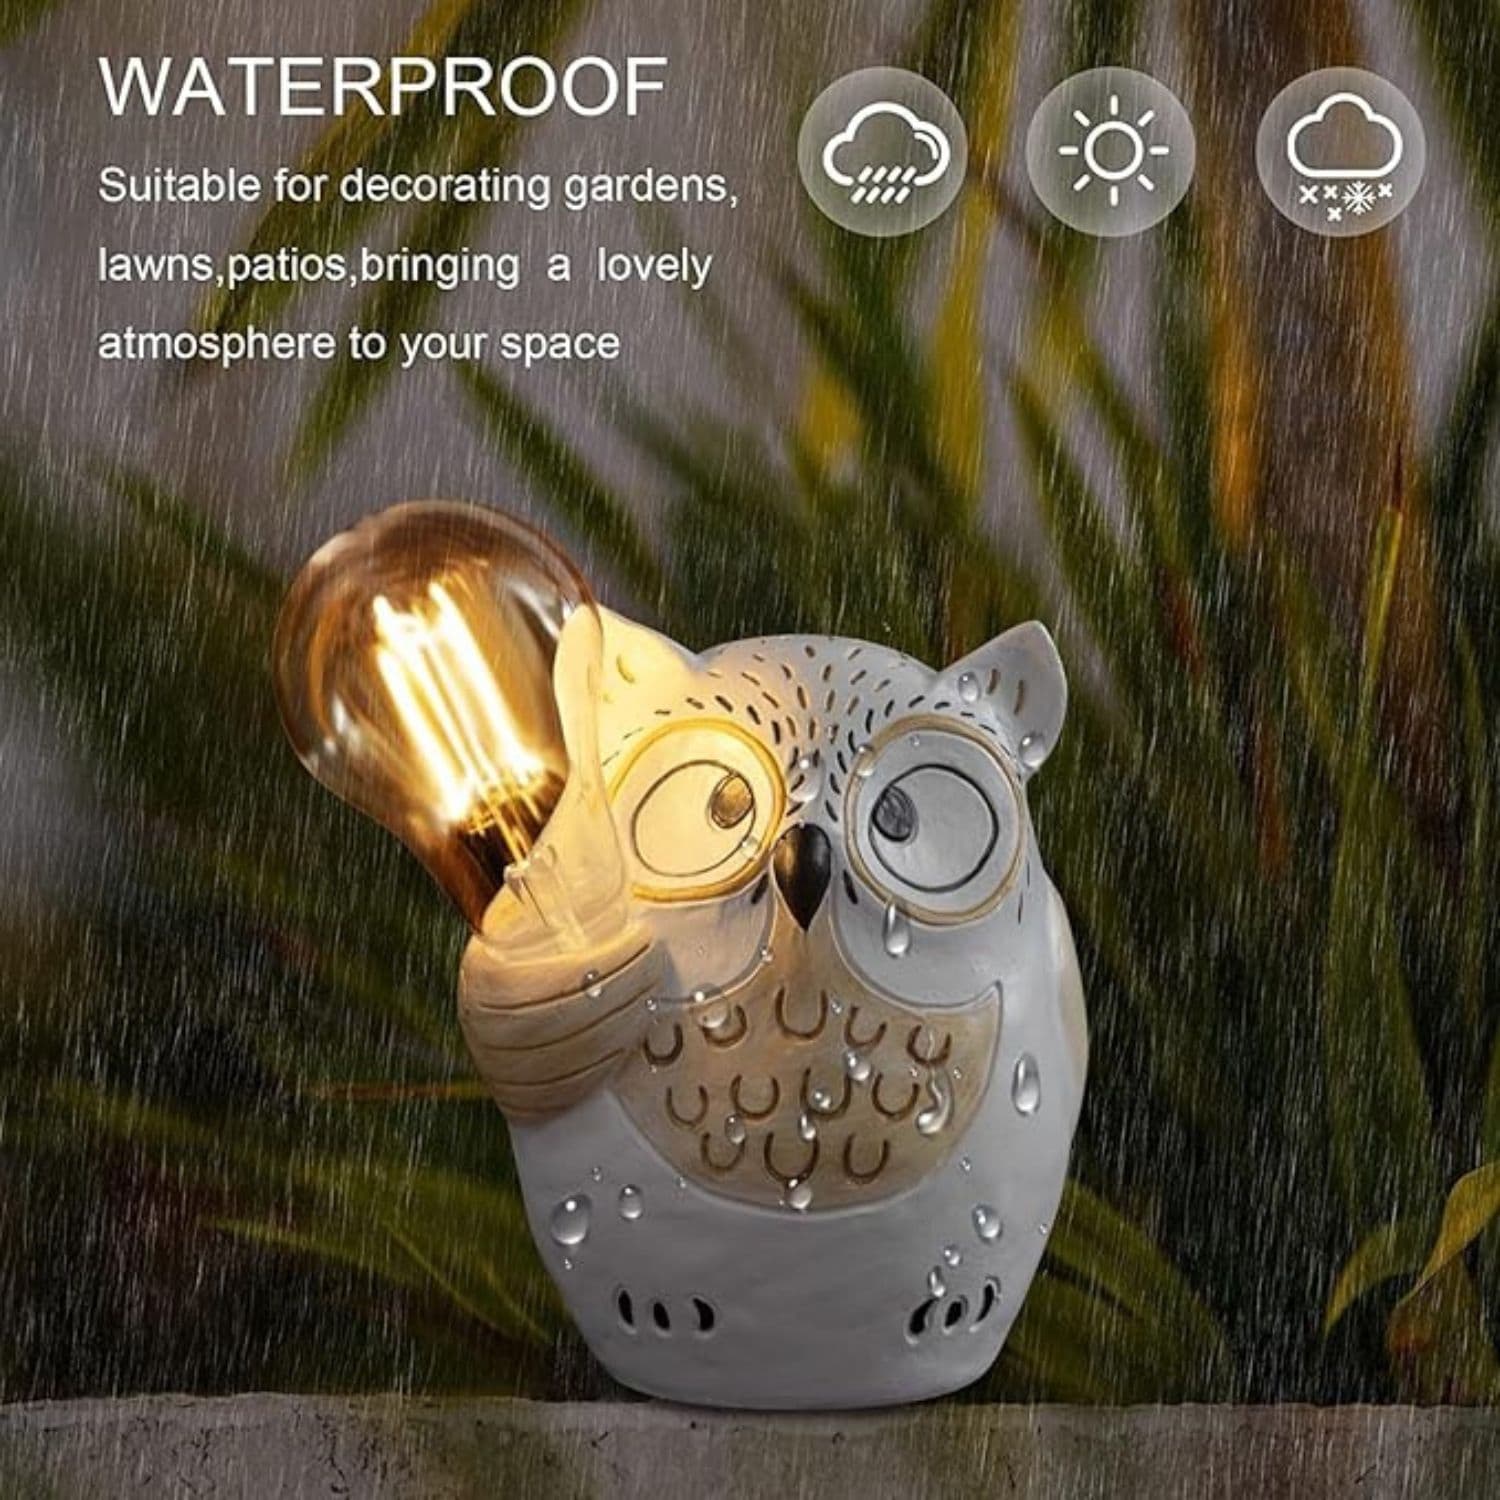 WATERPROOF
Suitable for decorating gardens,
lawns,patios,bringing a lovely
atmosphere to your space